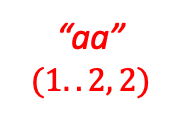 “aa”
(1. . 2, 2)